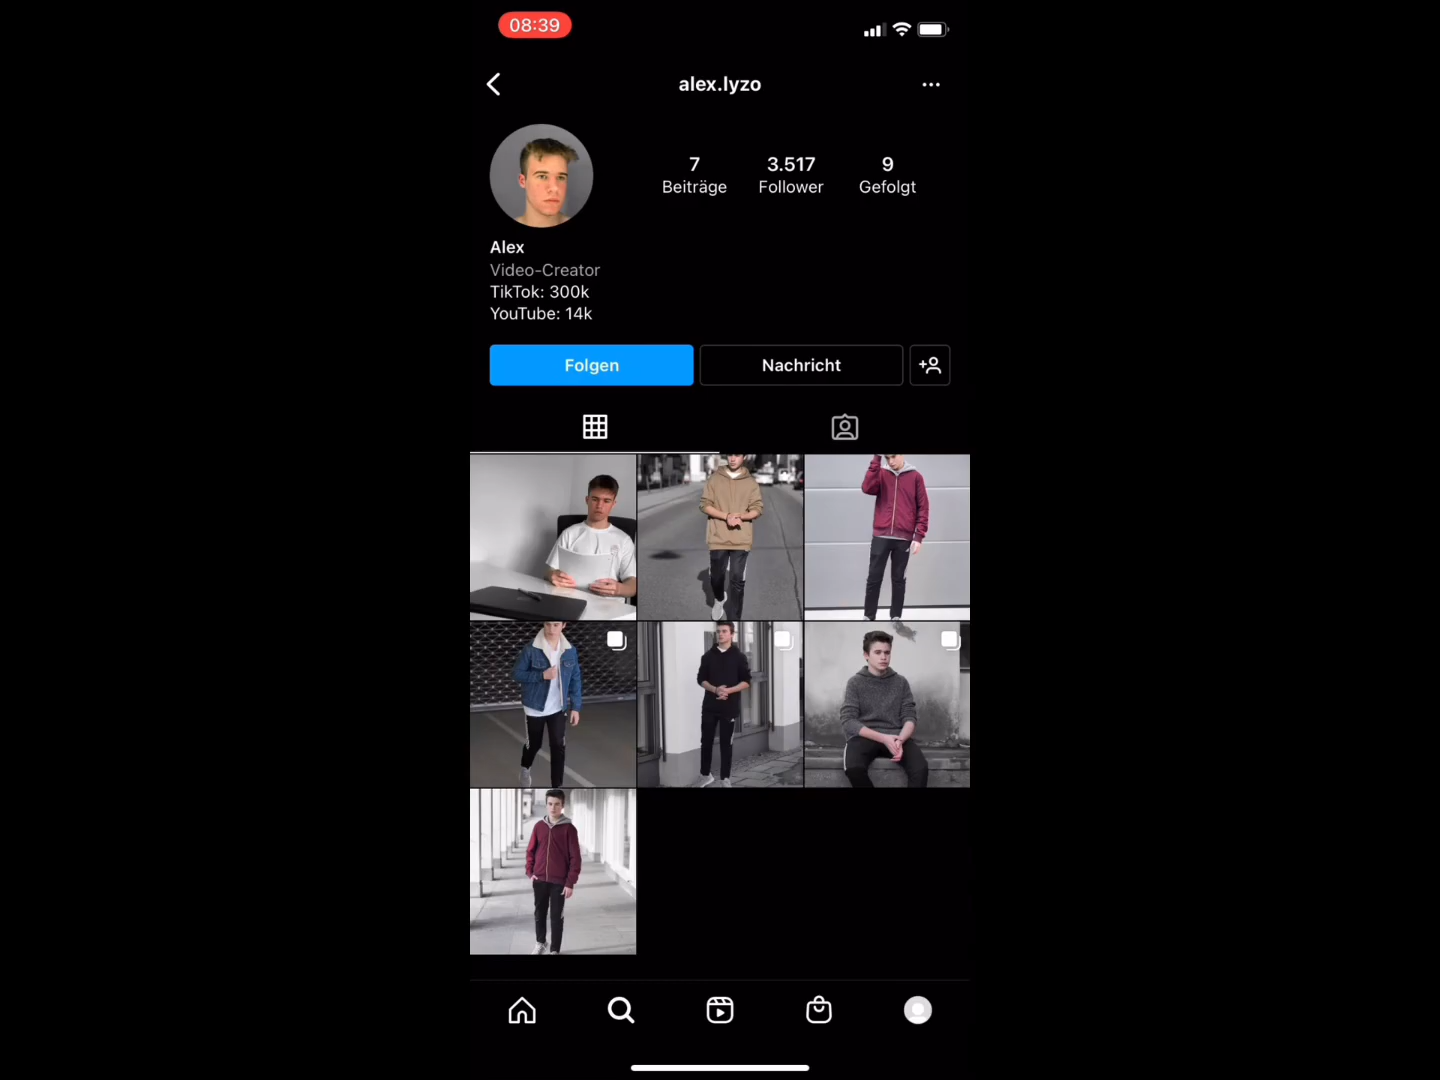 08:39
alex.lyzo
7
3.517
9
Beiträge
Follower
Gefolgt
Alex
Video-Creator
TikTok: 300k
YouTube: 14k
Folgen
Nachricht